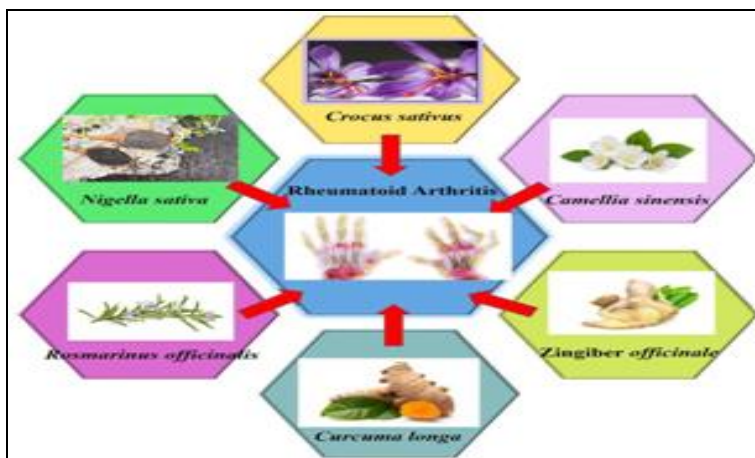 Crocus sativus
Nigella sativa
Rheumatoid Arthritis
Camellia sinensis
Rosmarinus officinalis
Zingiber officinale
Curcuma longa